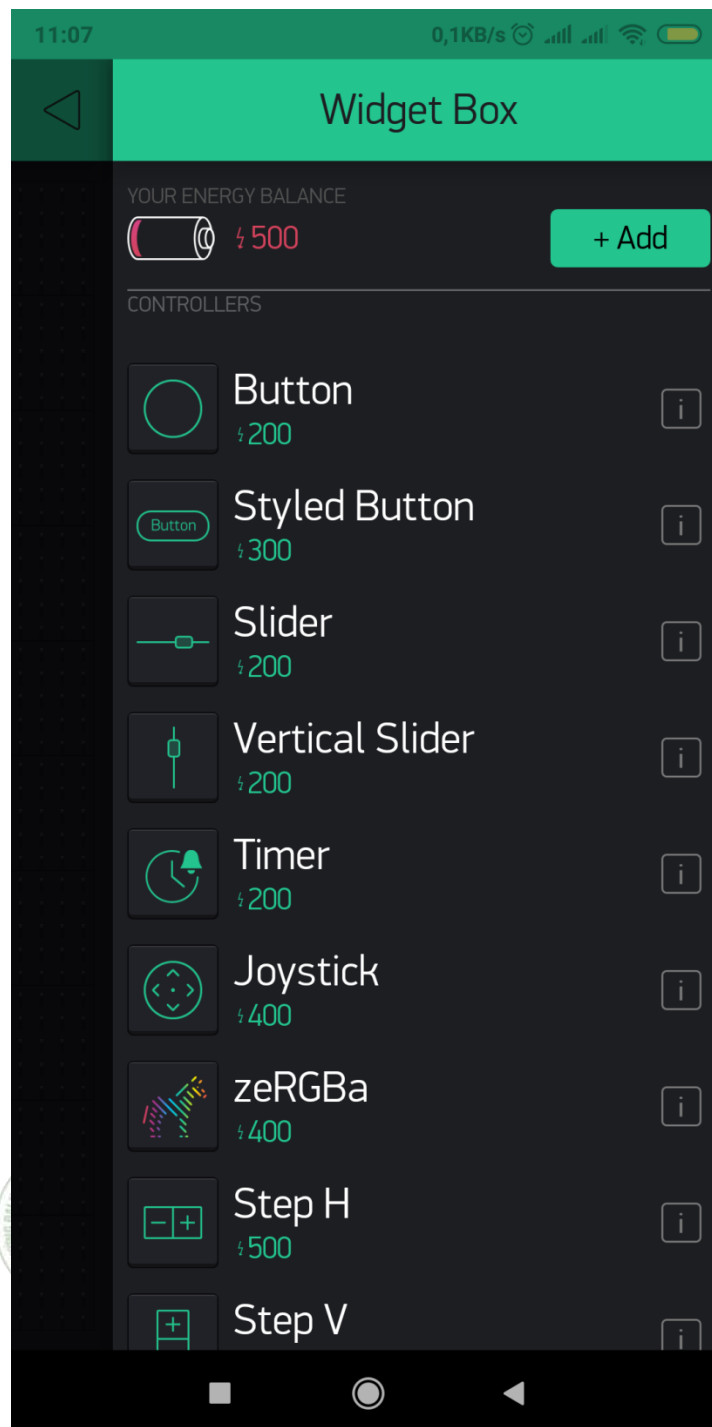 11:07
0,1KB/s
Widget Box
YOUR ENERGY BALANCE
500
+ Add
CONTROLLERS
Button
200
i
Button
Styled Button
300
i
Slider
200
i
Vertical Slider
200
i
Timer
200
i
Joystick
400
i
zeRGBa
400
i
Step H
500
i
Step V
i